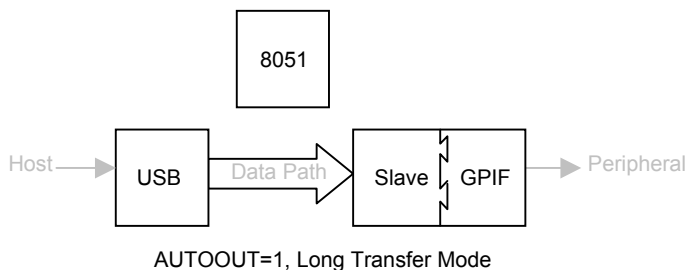 8051
Host
USB
Data Path
Slave
GPIF
Peripheral
AUTOOUT=1, Long Transfer Mode